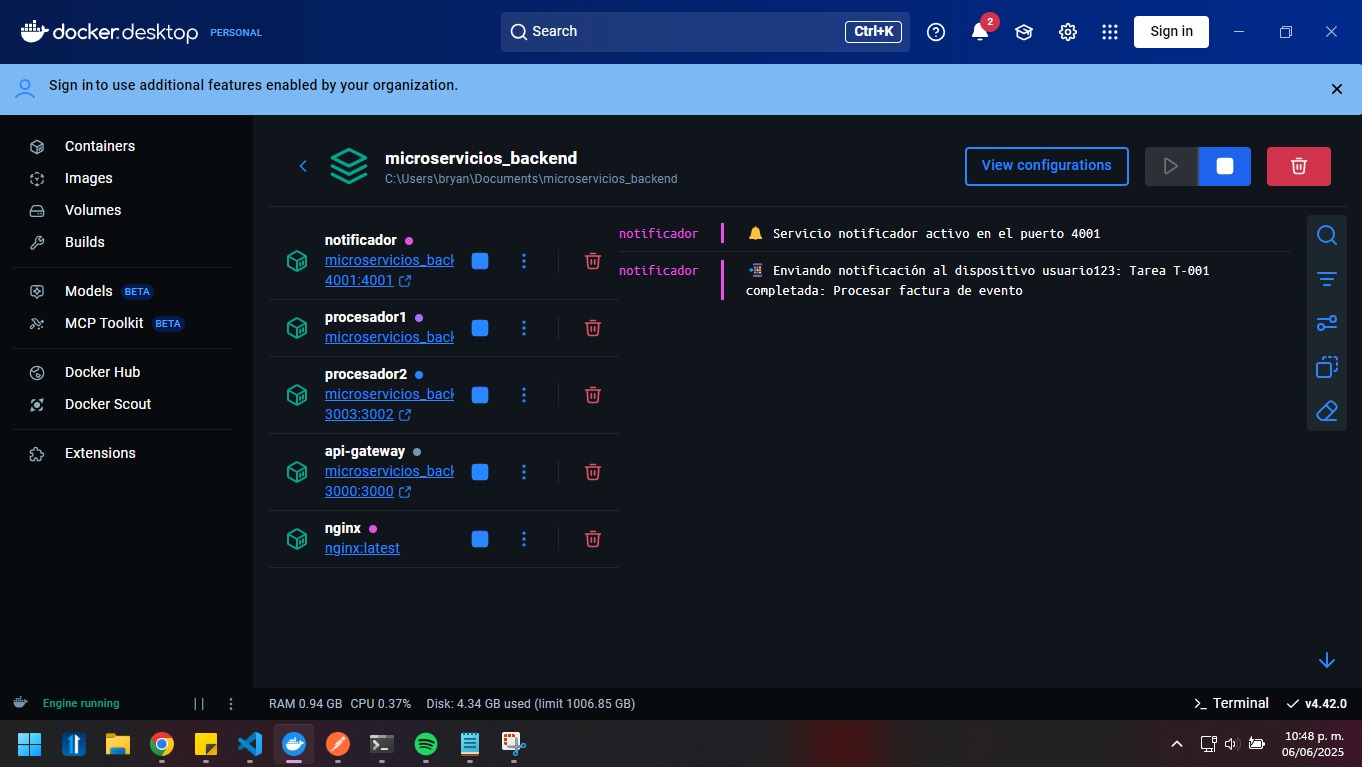 docker.desktop PERSONAL
Search
Ctrl+K
2
Sign in
Sign in to use additional features enabled by your organization.
Containers
Images
Volumes
Builds
Models BETA
MCP Toolkit BETA
Docker Hub
Docker Scout
Extensions
microservicios_backend
C:\Users\bryan\Documents\microservicios_backend
View configurations
notificador
microservicios_back
4001:4001
procesador1
microservicios_back
procesador2
microservicios_back
3003:3002
api-gateway
microservicios_back
3000:3000
nginx
nginx:latest
notificador 🔔 Servicio notificador activo en el puerto 4001
notificador 📲 Enviando notificación al dispositivo usuario123: Tarea T-001
completada: Procesar factura de evento
Engine running
RAM 0.94 GB CPU 0.37% Disk: 4.34 GB used (limit 1006.85 GB)
Terminal
v4.42.0
10:48 p. m.
06/06/2025